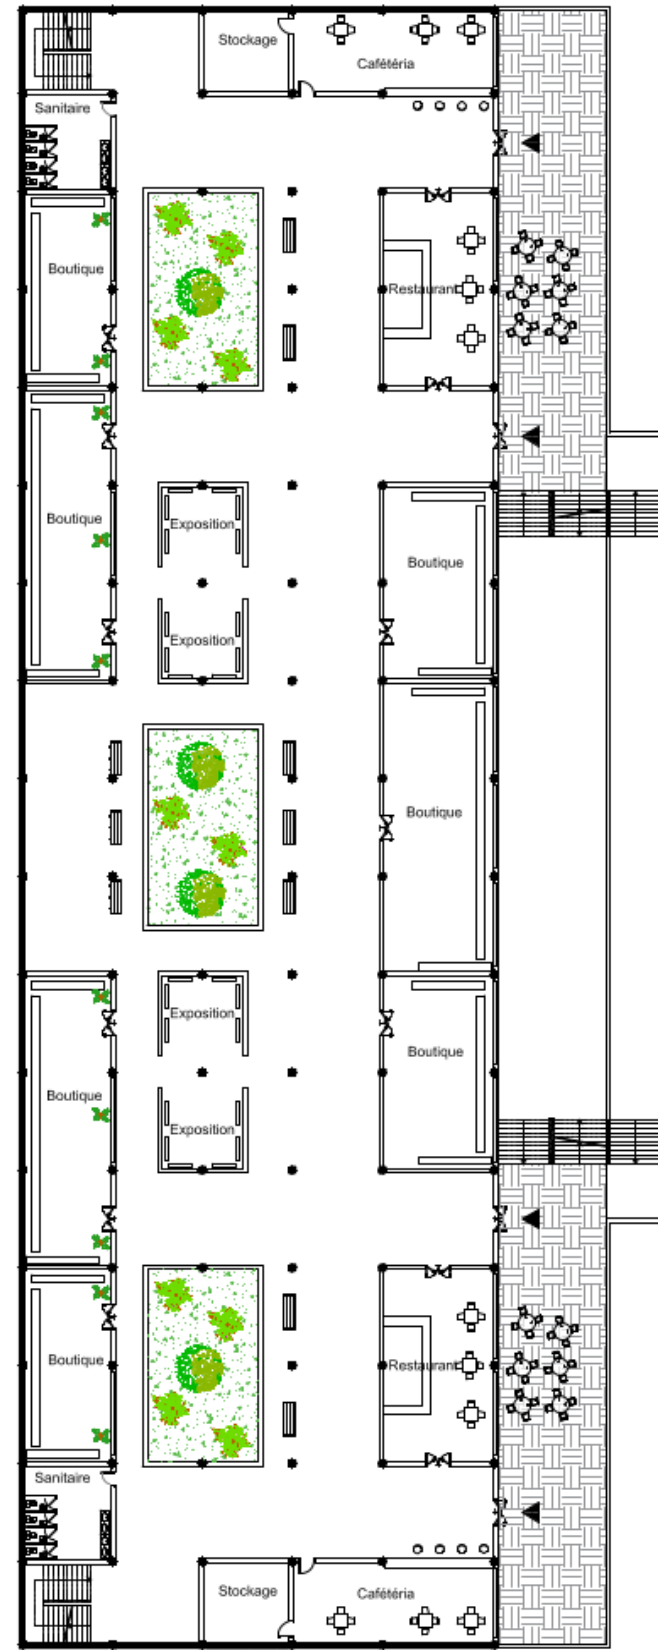 Stockage
Cafétéria
Sanitaire
Boutique
Restaurant
Boutique
Exposition
Boutique
Exposition
Boutique
Exposition
Boutique
Boutique
Exposition
Boutique
Restaurant
Sanitaire
Stockage
Cafétéria